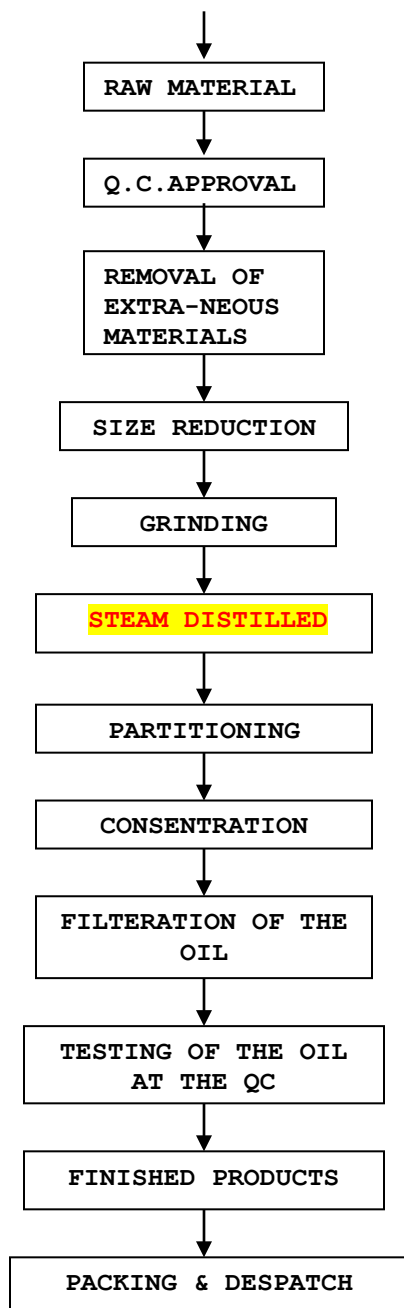 RAW MATERIAL
Q.C.APPROVAL
REMOVAL OF
EXTRA-NEOUS
MATERIALS
SIZE REDUCTION
GRINDING
STEAM DISTILLED
PARTITIONING
CONSENTRATION
FILTERATION OF THE
OIL
TESTING OF THE OIL
AT THE QC
FINISHED PRODUCTS
PACKING & DESPATCH